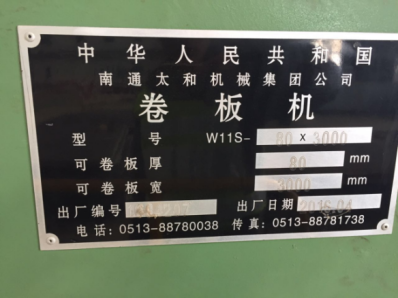 中华人民共和国
南通太和机械集团公司
卷板机
型号 W11S- 80 x 3000
可卷板厚 80 mm
可卷板宽 3000 mm
出厂编号 出厂日期 2016.04
电话:0513-88780038 传真:0513-88781738